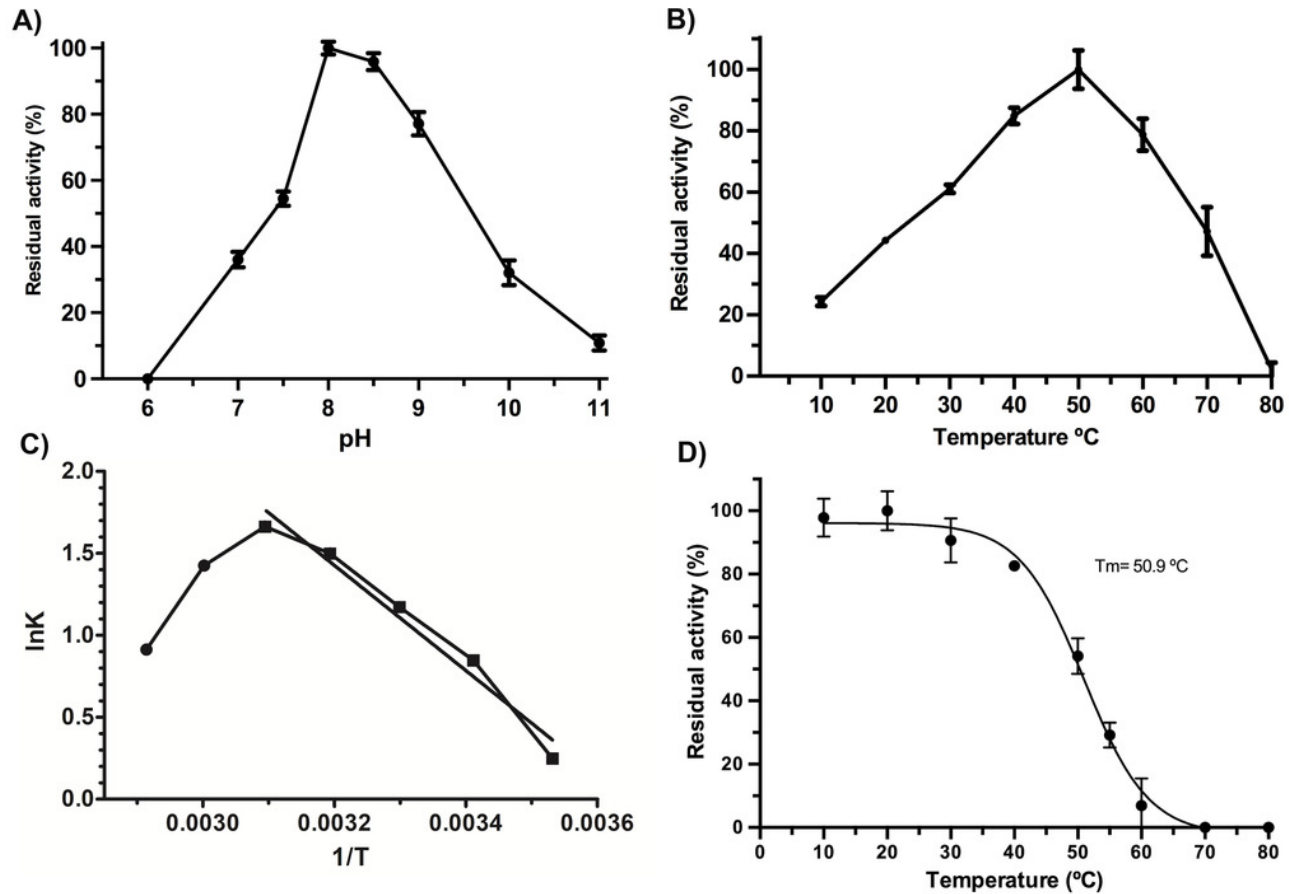 A)
Residual activity (%)
100
80
60
40
20
0
6 7 8 9 10 11
pH
B)
Residual activity (%)
100
80
60
40
20
0
10 20 30 40 50 60 70 80
Temperature ºC
C)
lnK
2.0
1.5
1.0
0.5
0.0
0.0030 0.0032 0.0034 0.0036
1/T
D)
Residual activity (%)
100
80
60
40
20
0
Tm= 50.9 ºC
0 10 20 30 40 50 60 70 80
Temperature (ºC)